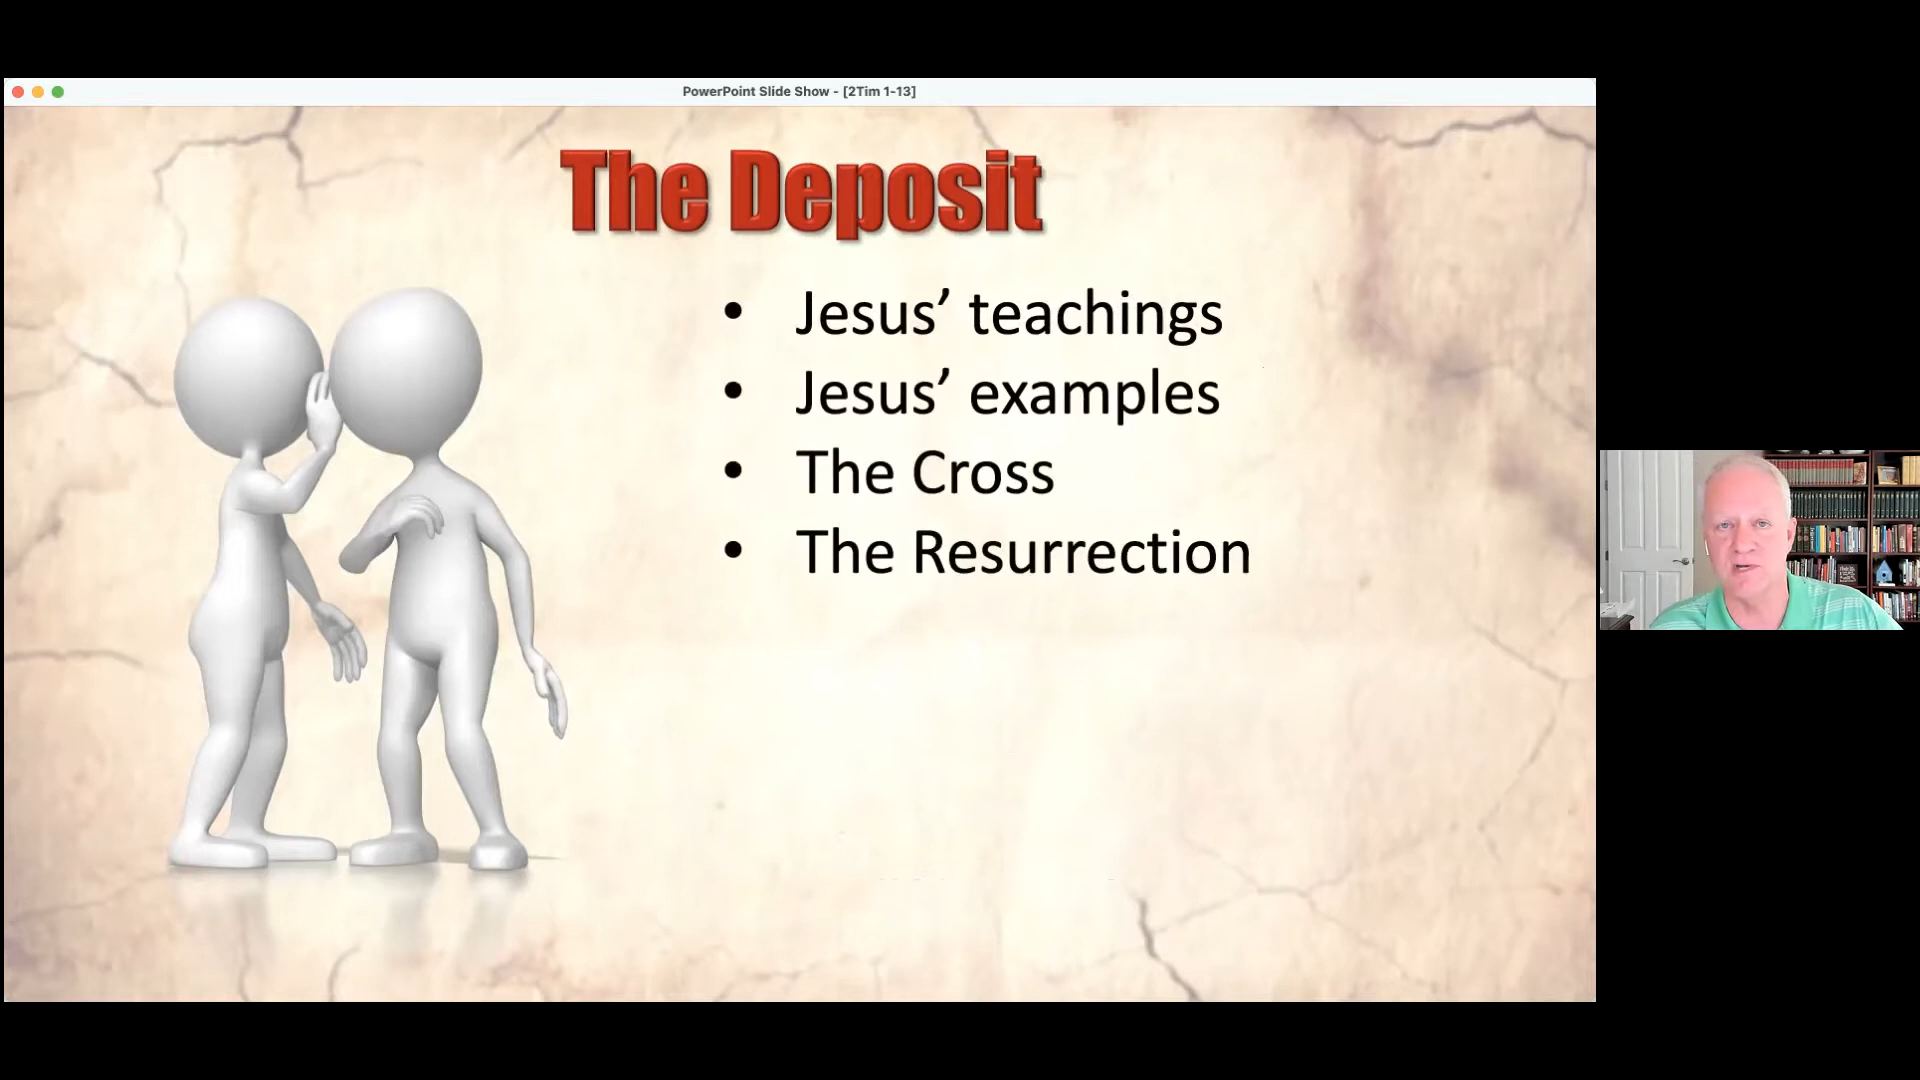 PowerPoint Slide Show - [2Tim 1-13]
The Deposit
• Jesus’ teachings
• Jesus’ examples
• The Cross
• The Resurrection